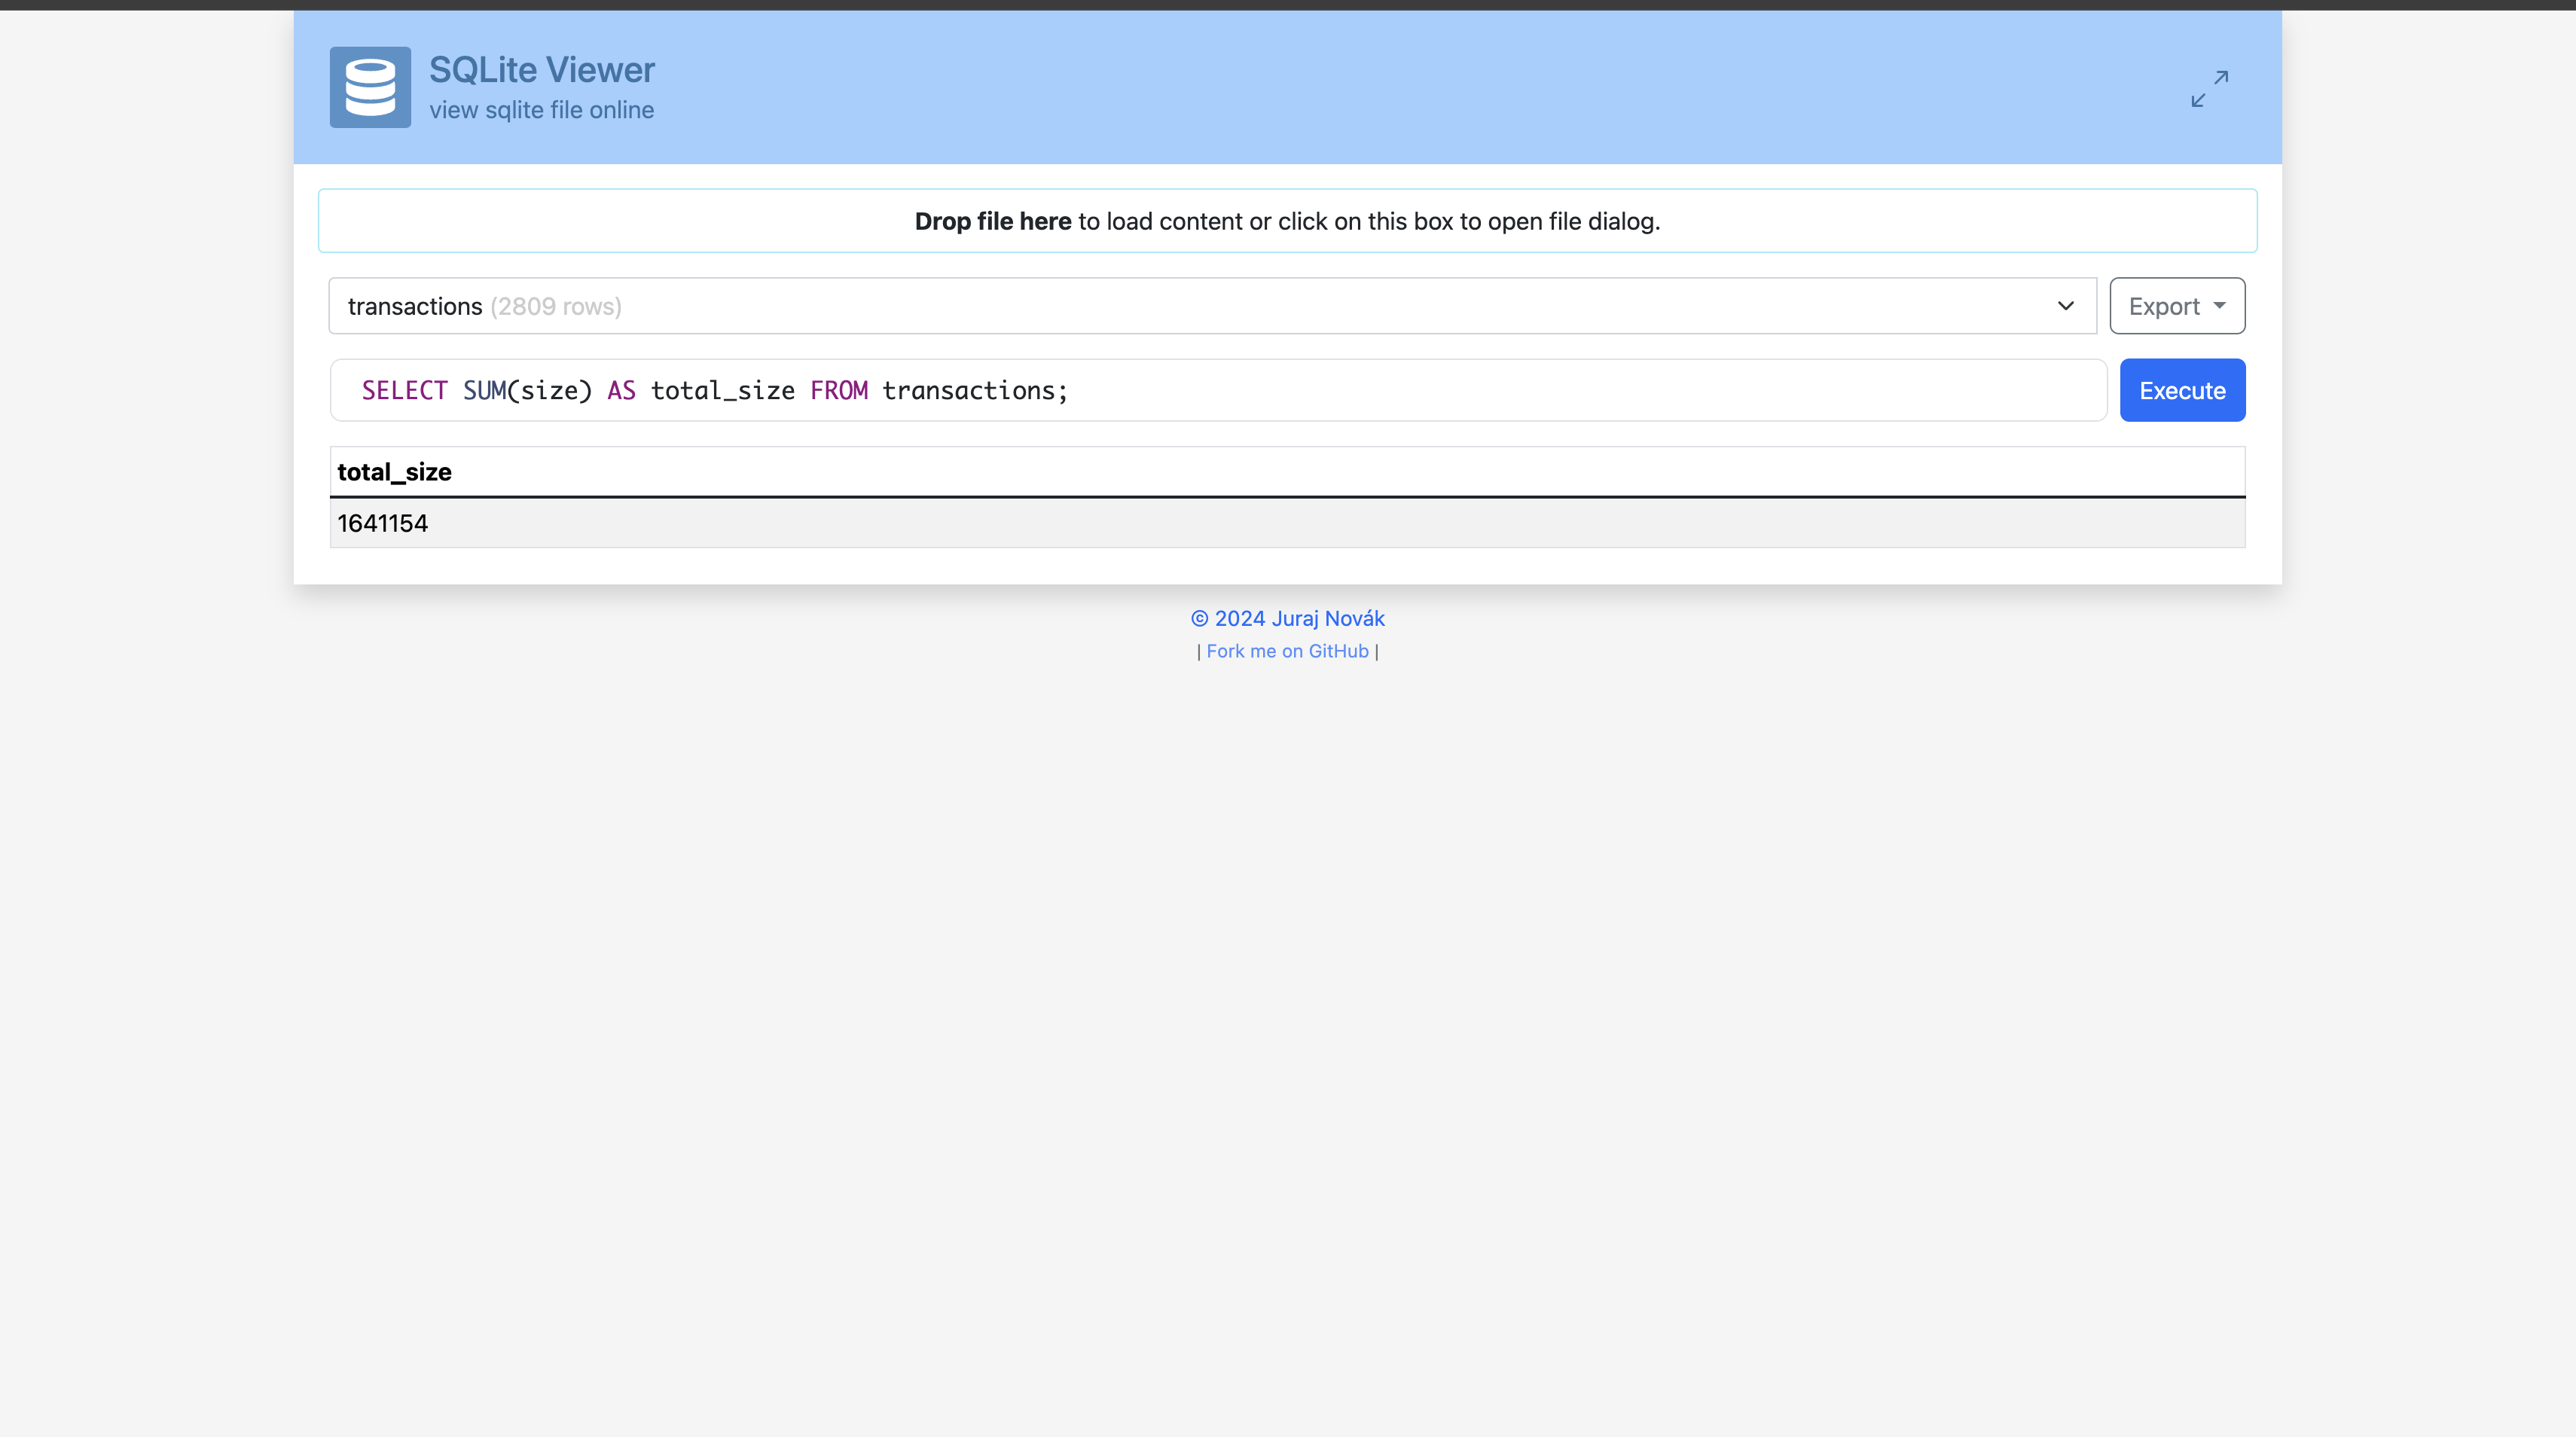 SQLite Viewer
view sqlite file online
Drop file here to load content or click on this box to open file dialog.
transactions (2809 rows)
Export
SELECT SUM(size) AS total_size FROM transactions;
Execute
total_size
1641154
© 2024 Juraj Novák
| Fork me on GitHub |